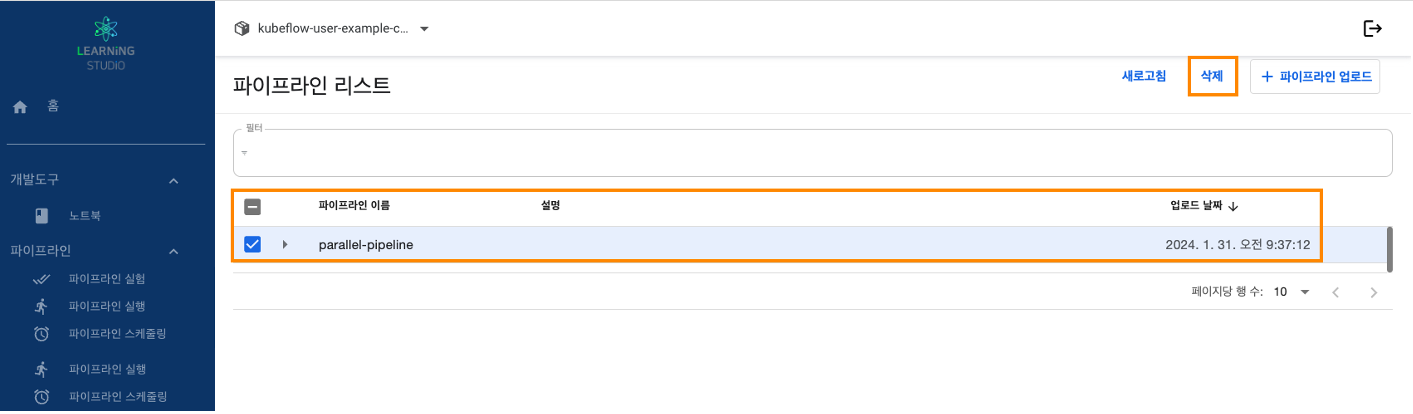 LEARNiNG
STUDIO
홈
개발도구
노트북
파이프라인
파이프라인 실험
파이프라인 실행
파이프라인 스케줄링
파이프라인 실행
파이프라인 스케줄링
kubeflow-user-example-c...
파이프라인 리스트
새로고침 삭제 + 파이프라인 업로드
필터
파이프라인 이름 설명 업로드 날짜
parallel-pipeline 2024. 1. 31. 오전 9:37:12
페이지당 행 수: 10